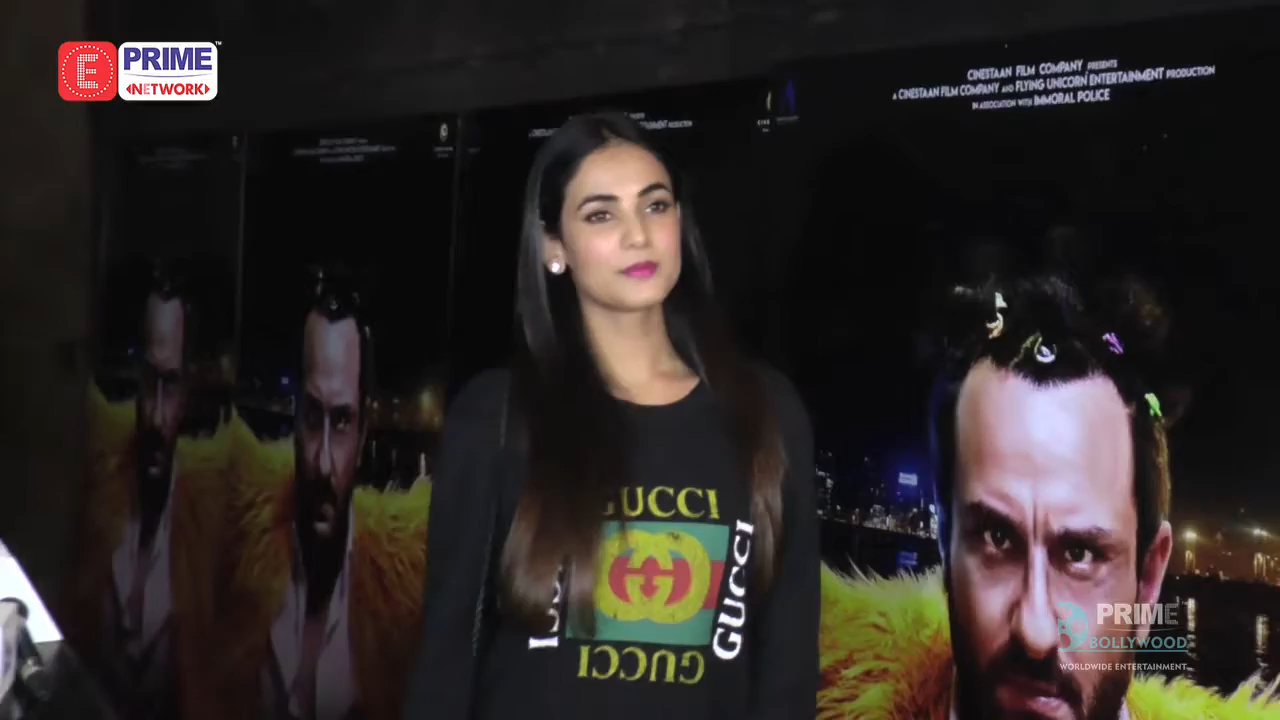 E PRIME™
NETWORK
CINESTAAN FILM COMPANY PRESENTS
A CINESTAAN FILM COMPANY AND FLYING UNICORN ENTERTAINMENT PRODUCTION
IN ASSOCIATION WITH IMMORAL POLICE
GUCCI
GUCCI
GUCCI
PRIME
BOLLYWOOD
WORLDWIDE ENTERTAINMENT